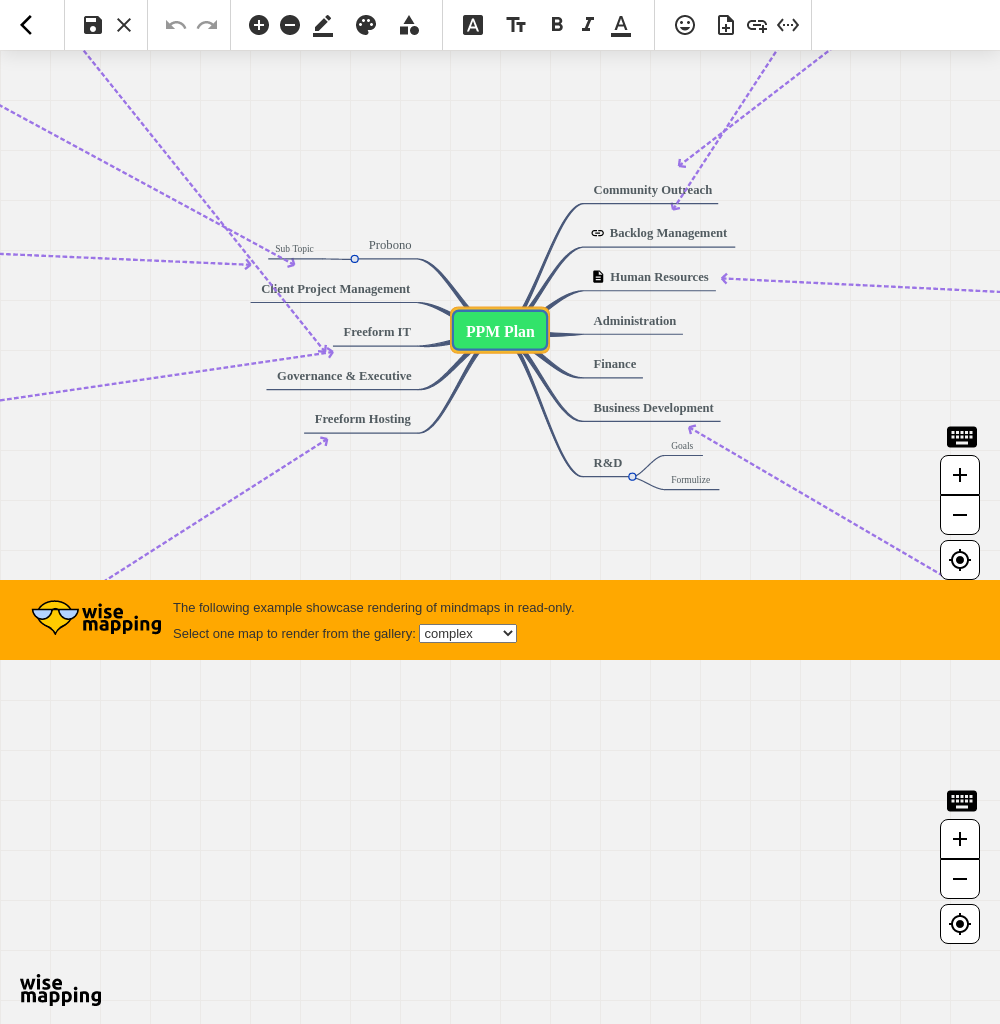 Community Outreach
Backlog Management
Human Resources
Administration
Finance
Business Development
R&D
Goals
Formulize
PPM Plan
Probono
Sub Topic
Client Project Management
Freeform IT
Governance & Executive
Freeform Hosting
wise
mapping
The following example showcase rendering of mindmaps in read-only.
Select one map to render from the gallery: complex
wise
mapping